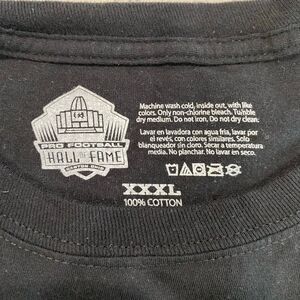 PRO FOOTBALL
HALL OF FAME
Machine wash cold, inside out, with like
colors. Only non-chlorine bleach. Tumble
dry medium. Do not iron. Do not dry clean.
Lavar en lavadora con agua fria, lavar por
el revés, con colores similares. Solo
blanqueador sin cloro. Secar a temperatura
media. No planchar. No lavar en seco.
XXXL
100% COTTON